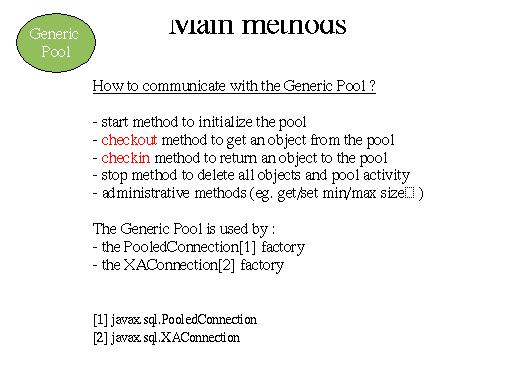 Main methods
Generic
Pool
How to communicate with the Generic Pool ?
- start method to initialize the pool
- checkout method to get an object from the pool
- checkin method to return an object to the pool
- stop method to delete all objects and pool activity
- administrative methods (eg. get/set min/max size )
The Generic Pool is used by :
- the PooledConnection[1] factory
- the XAConnection[2] factory
[1] javax.sql.PooledConnection
[2] javax.sql.XAConnection